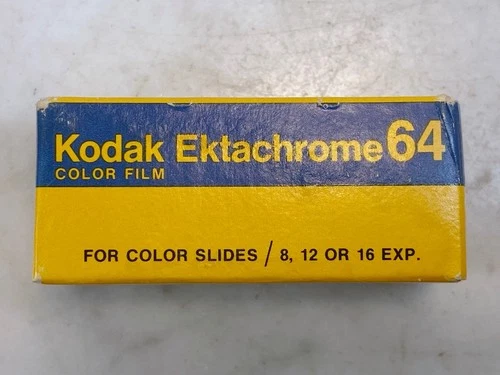 Kodak Ektachrome 64
COLOR FILM
FOR COLOR SLIDES / 8, 12 OR 16 EXP.